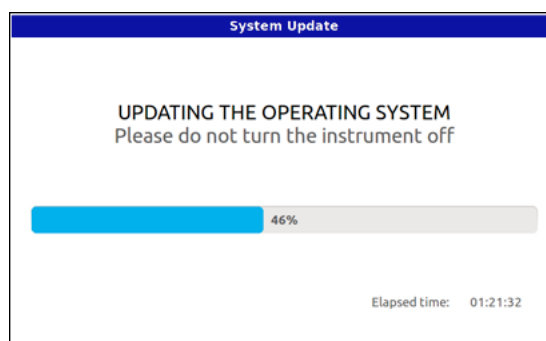 System Update
UPDATING THE OPERATING SYSTEM
Please do not turn the instrument off
46%
Elapsed time: 01:21:32